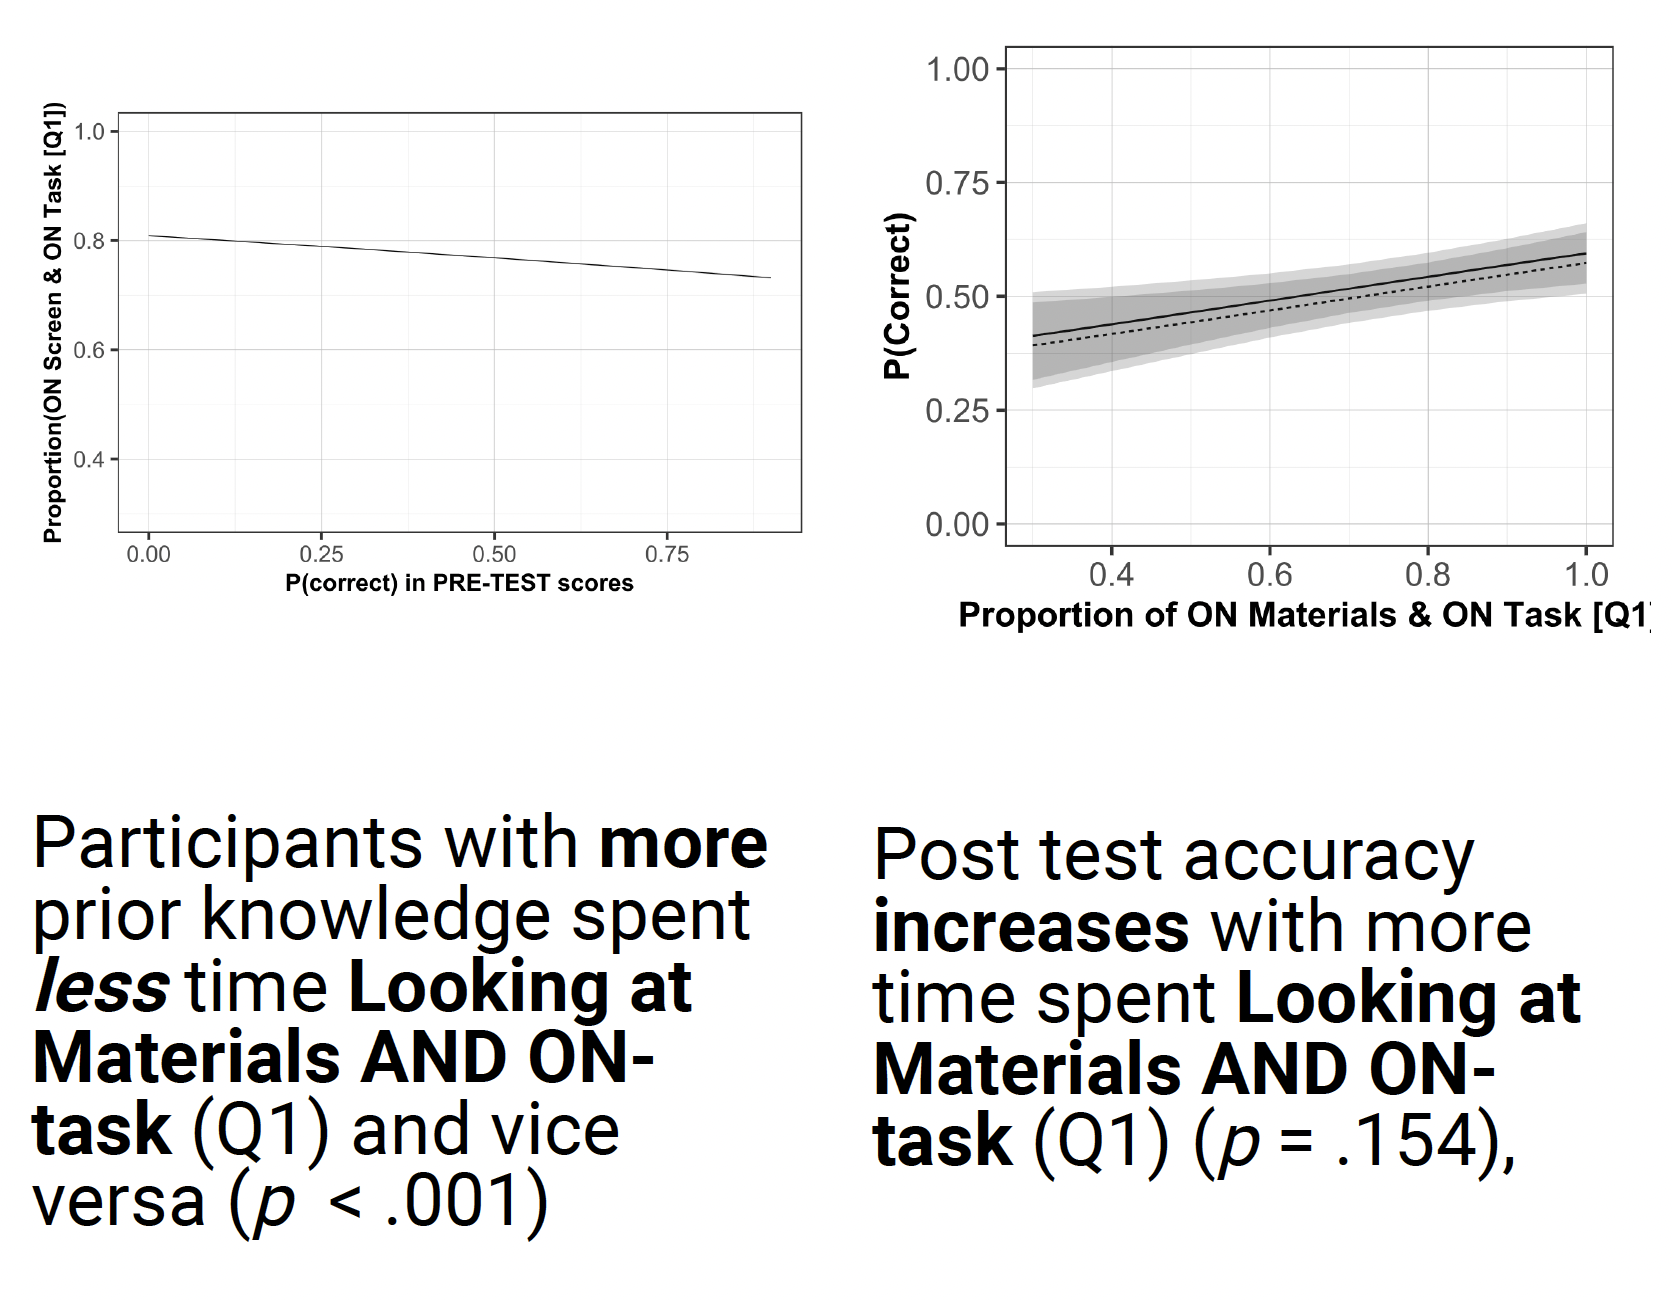 Proportion(ON Screen & ON Task [Q1])
1.0
0.8
0.6
0.4
0.00 0.25 0.50 0.75
P(correct) in PRE-TEST scores
P(Correct)
1.00
0.75
0.50
0.25
0.00
0.4 0.6 0.8 1.0
Proportion of ON Materials & ON Task [Q1]
Participants with more
prior knowledge spent
less time Looking at
Materials AND ON-
task (Q1) and vice
versa (p < .001)
Post test accuracy
increases with more
time spent Looking at
Materials AND ON-
task (Q1) (p = .154),